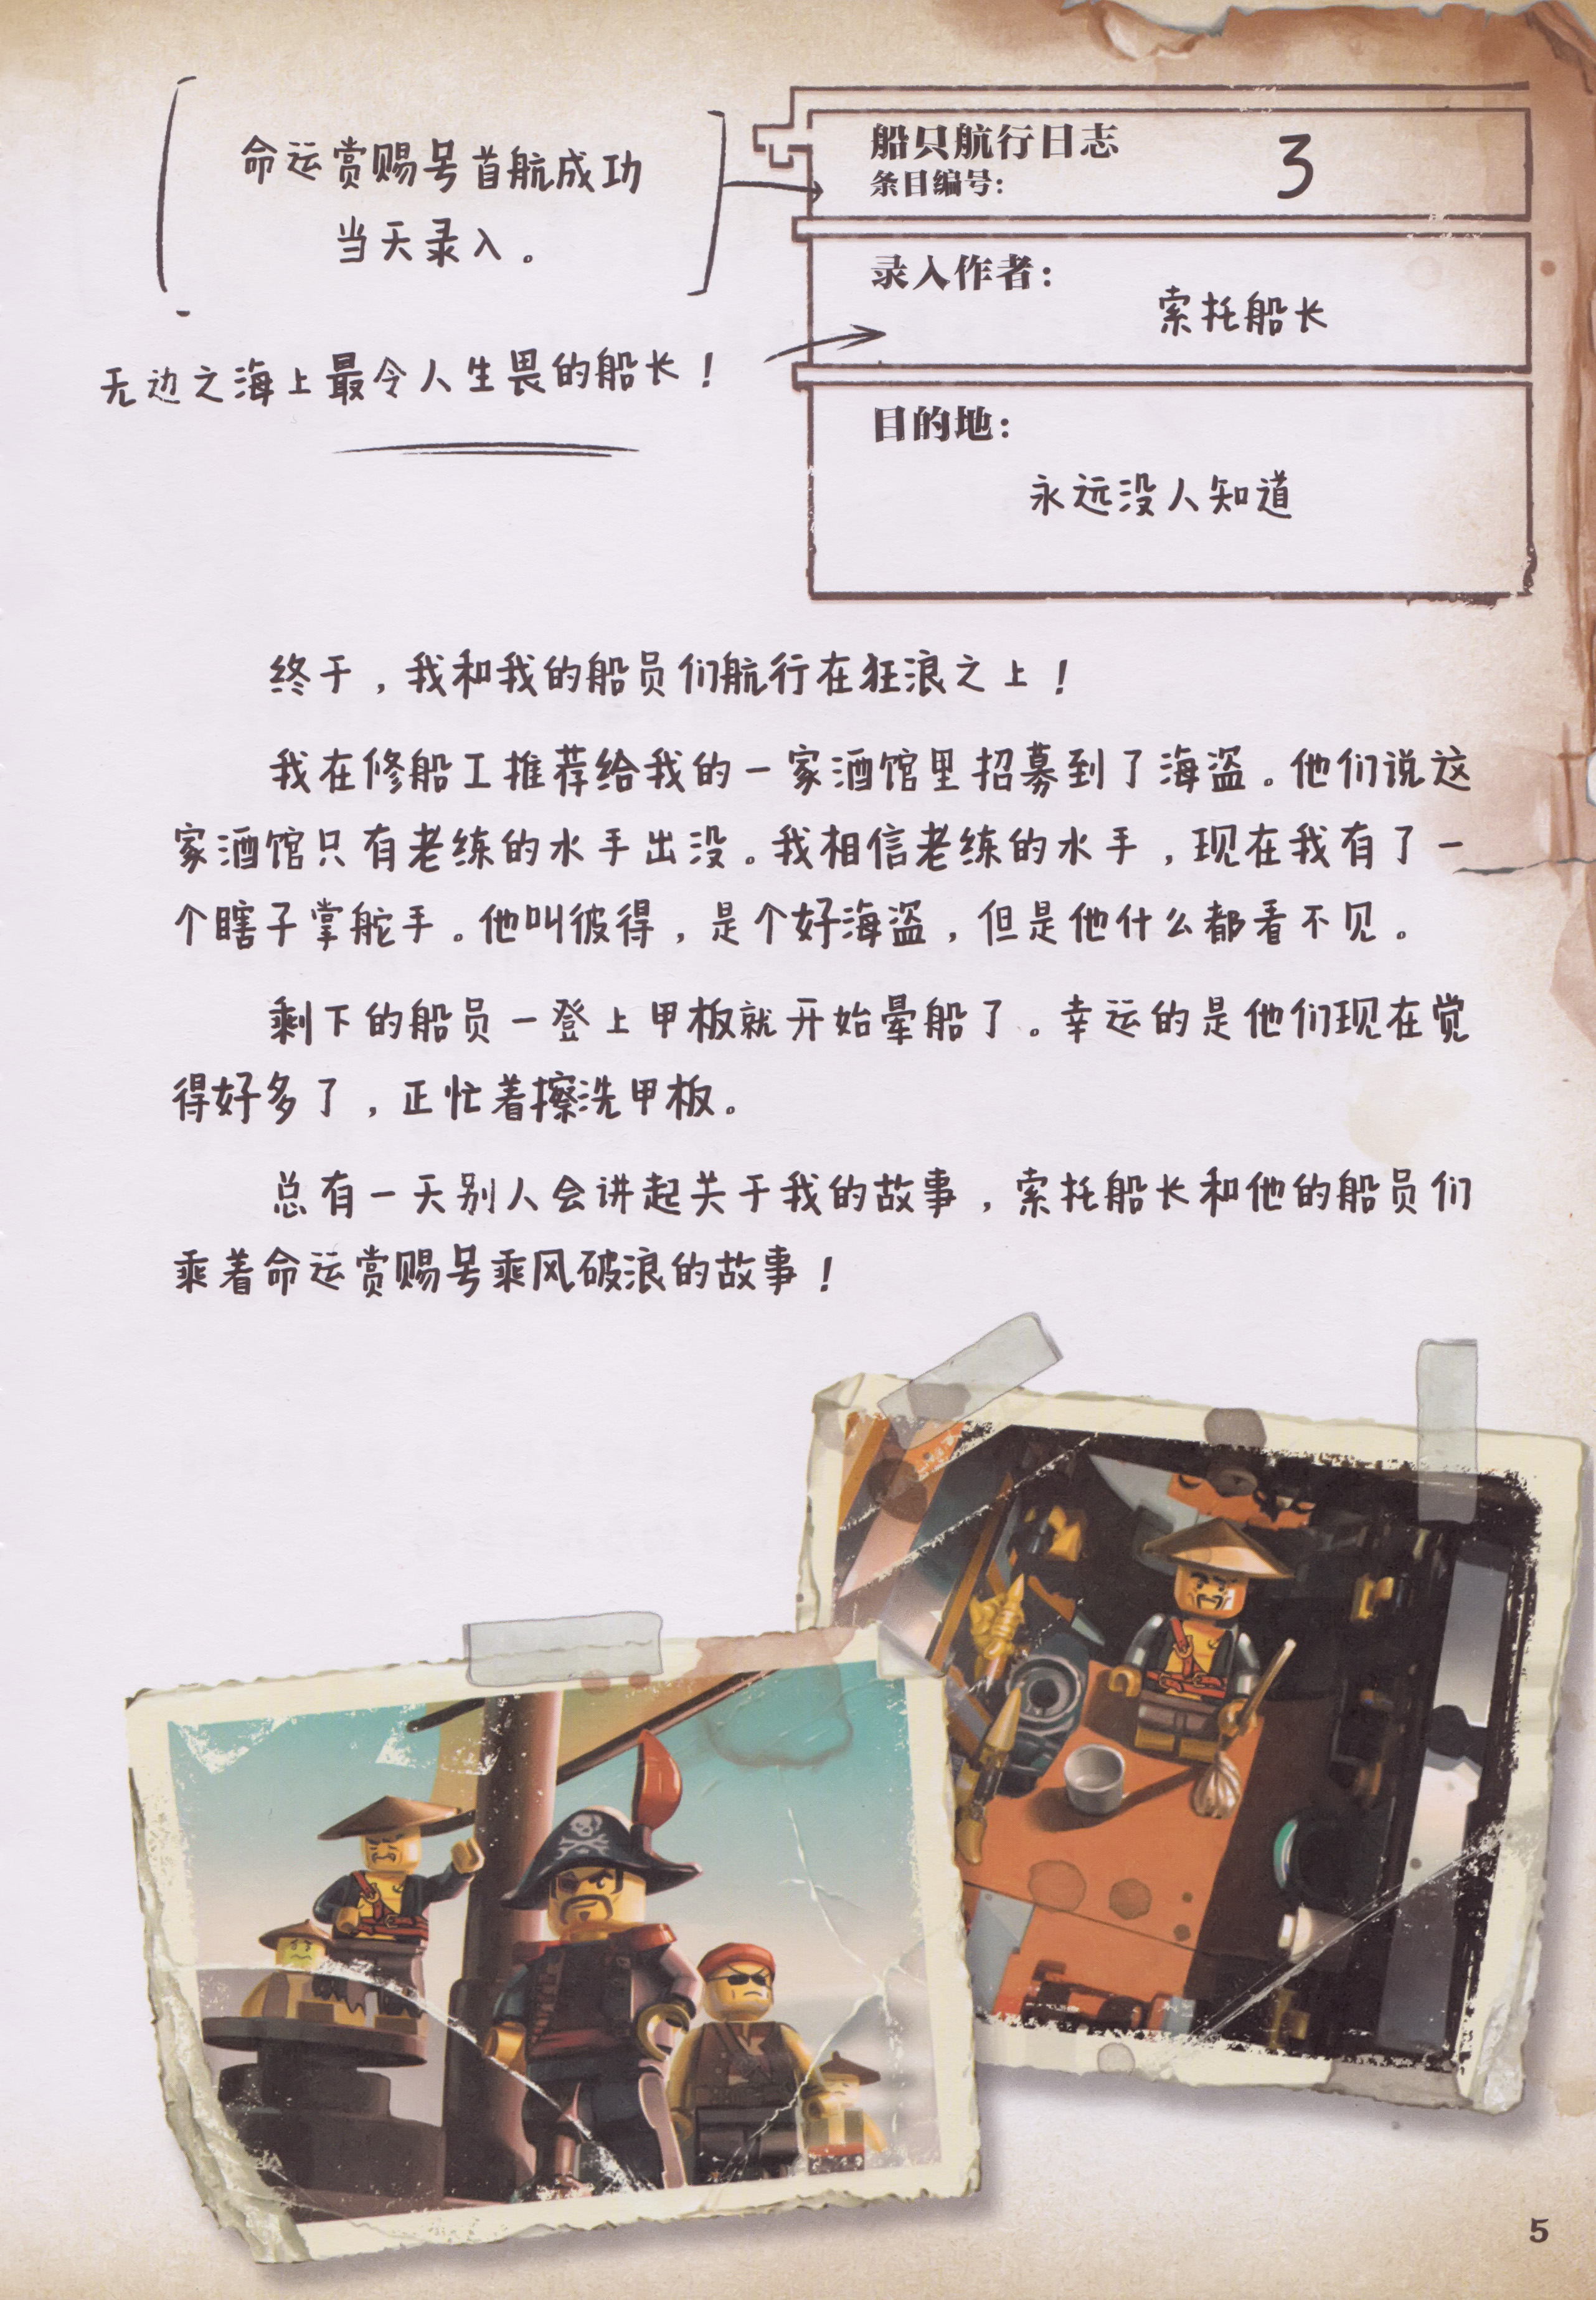 命运赏赐号首航成功
当天录入。
无边之海上最令人生畏的船长！
船只航行日志
条目编号：
3
录入作者：
索托船长
目的地：
永远没人知道
终于，我和我的船员们航行在狂浪之上！
我在修船工推荐给我的一家酒馆里招募到了海盗。他们说这
家酒馆只有老练的水手出没。我相信老练的水手，现在我有了一
个瞎子掌舵手。他叫彼得，是个好海盗，但是他什么都看不见。
剩下的船员一登上甲板就开始晕船了。幸运的是他们现在觉
得好多了，正忙着擦洗甲板。
总有一天别人会讲起关于我的故事，索托船长和他的船员们
乘着命运赏赐号乘风破浪的故事！
5